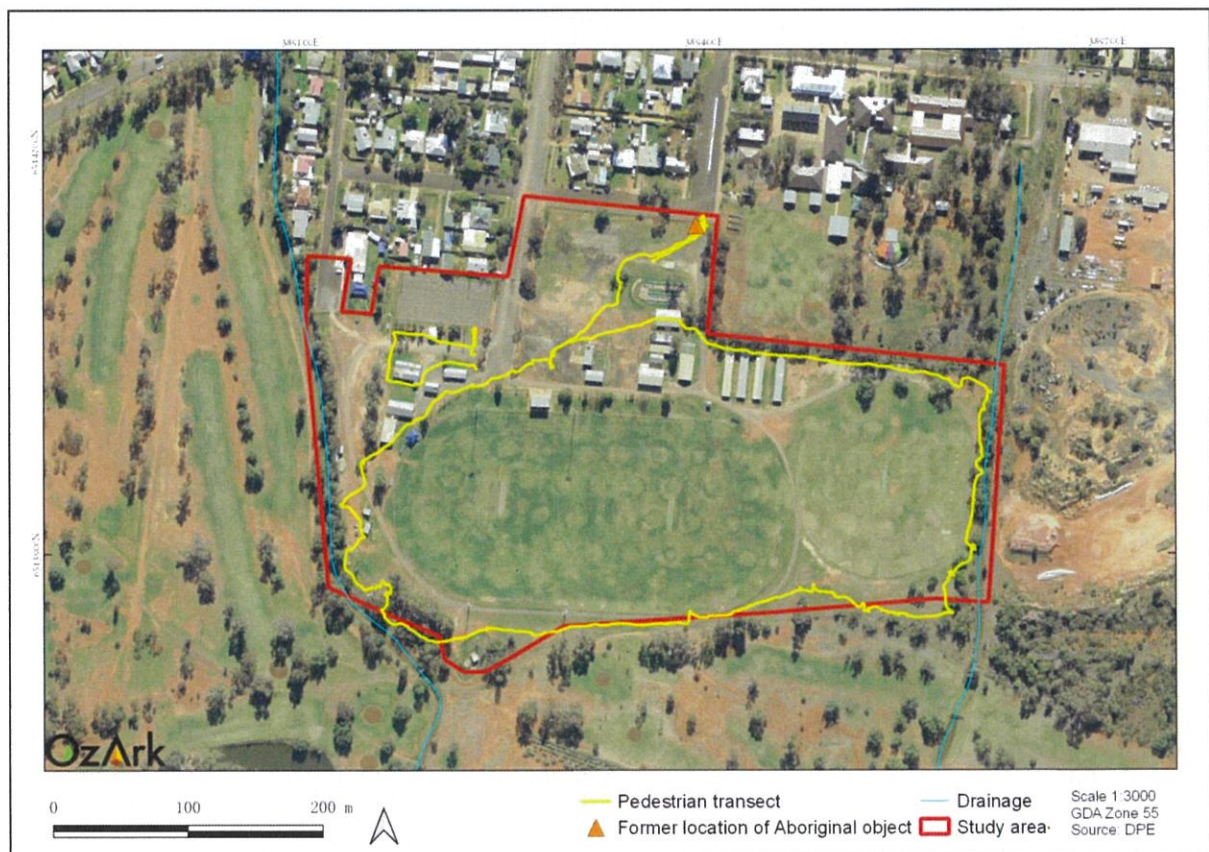 OzArk
0 100 200 m
Pedestrian transect
Former location of Aboriginal object
Drainage
Study area
Scale 1:3000
GDA Zone 55
Source: DPE